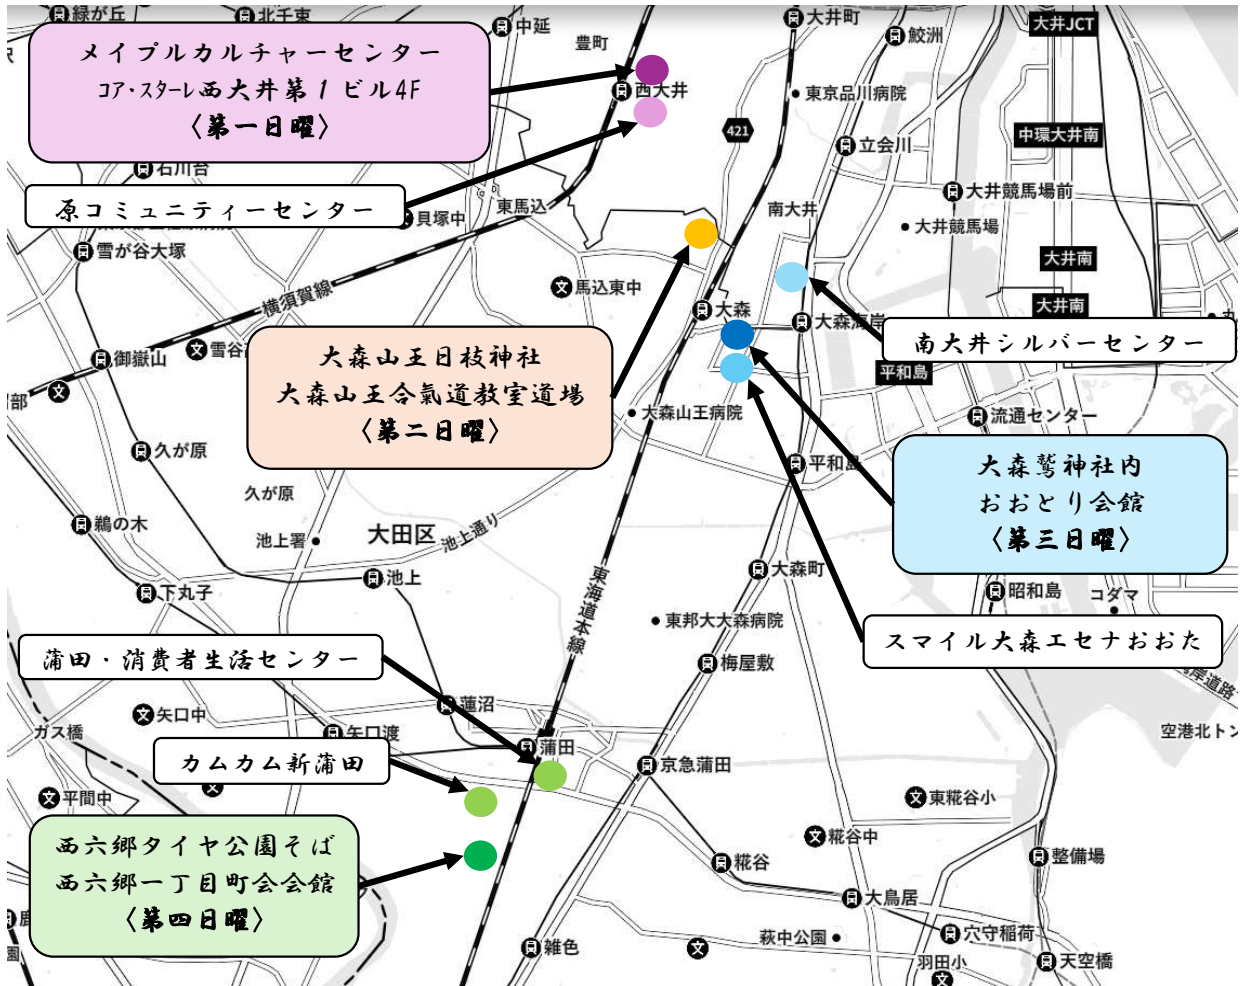 緑が丘
北千束
中延
豊町
大井町
鮫洲
大井JCT
メイプルカルチャーセンター
コア・スターレ西大井第1ビル4F
〈第一日曜〉
西大井
東京品川病院
421
中環大井南
立会川
石川台
大井競馬場前
原コミュニティーセンター
貝塚中
東馬込
南大井
大井競馬場
雪が谷大塚
大井南
馬込東中
横須賀線
大井南
大森
大森海岸
御嶽山
雪谷
南大井シルバーセンター
平和島
大森山王日枝神社
大森山王合氣道教室道場
〈第二日曜〉
大森山王病院
流通センター
久が原
平和島
大森鷲神社内
おおとり会館
〈第三日曜〉
久が原
鵜の木
池上署
大田区
池上通り
池上
下丸子
東海道本線
大森町
昭和島
コダマ
東邦大大森病院
スマイル大森エセナおおた
蒲田・消費者生活センター
梅屋敷
海岸道路
蓮沼
矢口中
ガス橋
矢口渡
蒲田
空港北トン
カムカム新蒲田
京急蒲田
平間中
東糀谷小
西六郷タイヤ公園そば
西六郷一丁目町会会館
〈第四日曜〉
糀谷中
糀谷
整備場
大鳥居
雑色
萩中公園
穴守稲荷
羽田小
天空橋